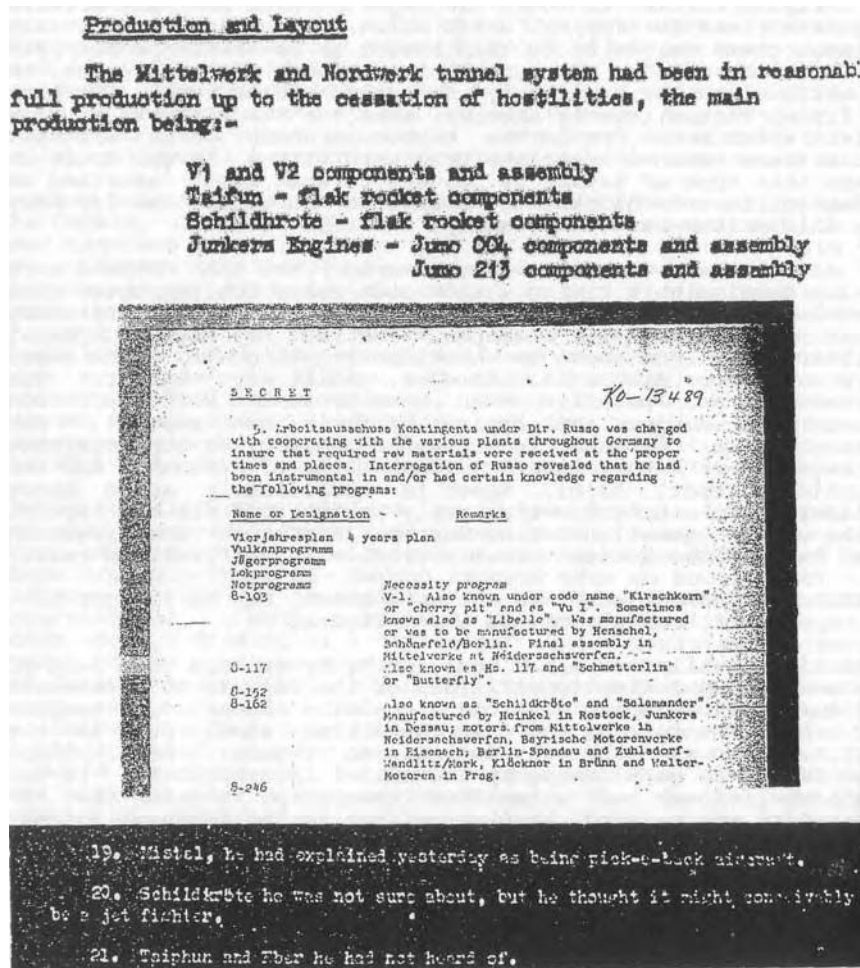 Production and Layout
The Mittelwerk and Nordwerk tunnel system had been in reasonabl
full production up to the cessation of hostilities, the main
production being:-
V1 and V2 components and assembly
Taifun - flak rocket components
Schildhrote - flak rocket components
Junkers Engines - Jumo 004 components and assembly
Jumo 213 components and assembly
SECRET
KO-13489
5. Arbeitsausschuss Kontingents under Dir. Russo was charged
with cooperating with the various plants throughout Germany to
insure that required raw materials were received at the proper
times and places. Interrogation of Russo revealed that he had
been instrumental in and/or had certain knowledge regarding
the following programs:
Name or Designation - Remarks
Vierjahresplan 4 years plan
Vulkanprogramm
Jägerprogramm
Lokprogramm
Notprogramm Necessity program
8-103 V-1. Also known under code name "Kirschkern"
or "cherry pit" and as "Vu I". Sometimes
known also as "Libelle". Was manufactured
or was to be manufactured by Henschel,
Schönefeld/Berlin. Final assembly in
Mittelwerke at Neidersachswerfen.
8-117 Also known as Hs. 117 and "Schmetterlin"
or "Butterfly".
8-152
8-162 Also known as "Schildkröte" and "Salamander".
Manufactured by Heinkel in Rostock, Junkers
in Dessau; motors from Mittelwerke in
Neidersachswerfen, Bayrische Motorenwerke
in Eisenach; Berlin-Spandau and Zuhlsdorf-
Wandlitz/Mark, Klöckner in Brünn and Walter-
Motoren in Prag.
8-246
19. Mistel, he had explained yesterday as being pick-a-back aircraft.
20. Schildkröte he was not sure about, but he thought it might conceivably
be a jet fighter.
21. Taiphun and Eber he had not heard of.